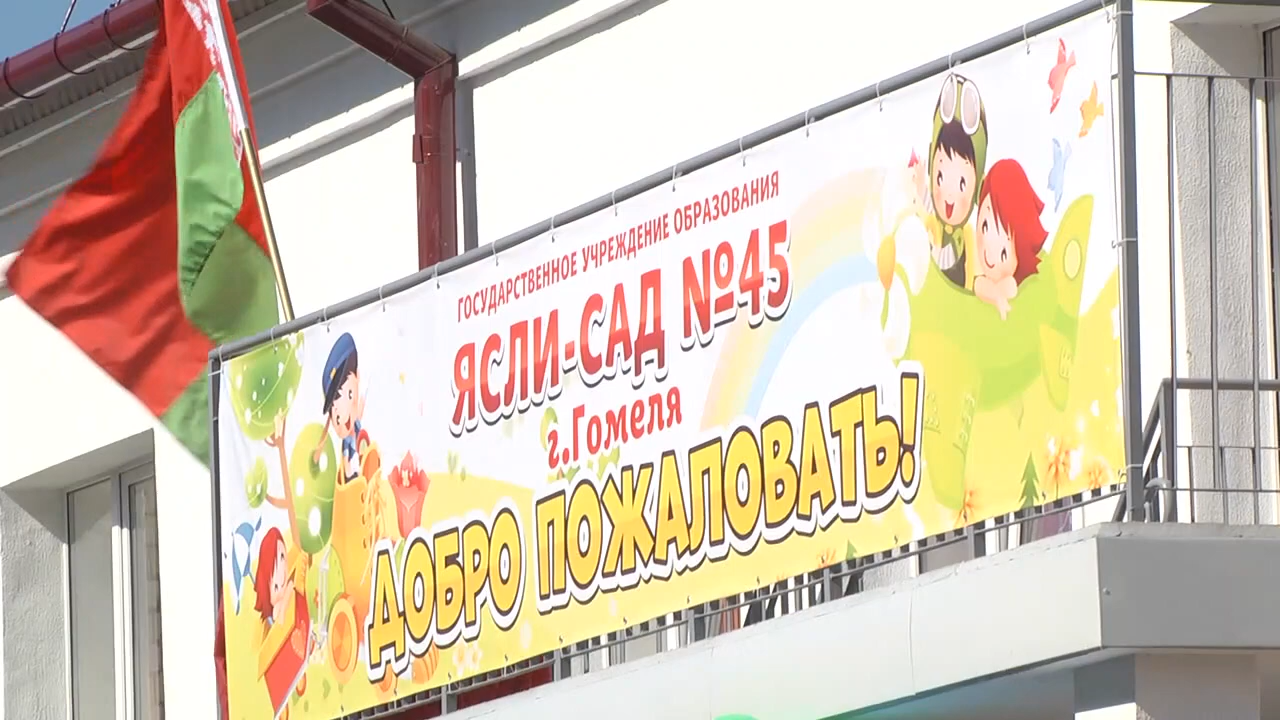 ГОСУДАРСТВЕННОЕ УЧРЕЖДЕНИЕ ОБРАЗОВАНИЯ
ЯСЛИ-САД №45
г.Гомеля
ДОБРО ПОЖАЛОВАТЬ!